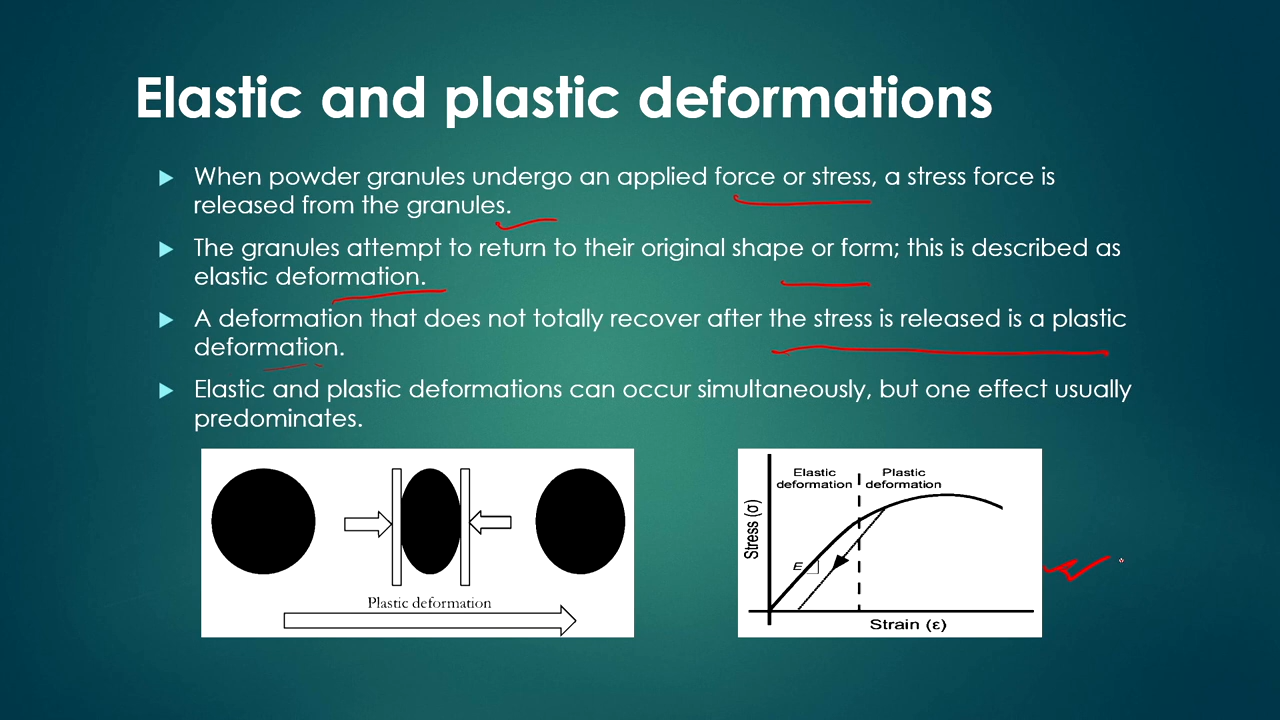 Elastic and plastic deformations
When powder granules undergo an applied force or stress, a stress force is
released from the granules.
The granules attempt to return to their original shape or form; this is described as
elastic deformation.
A deformation that does not totally recover after the stress is released is a plastic
deformation.
Elastic and plastic deformations can occur simultaneously, but one effect usually
predominates.
Plastic deformation
Elastic
deformation
Plastic
deformation
Stress (σ)
E
Strain (ε)